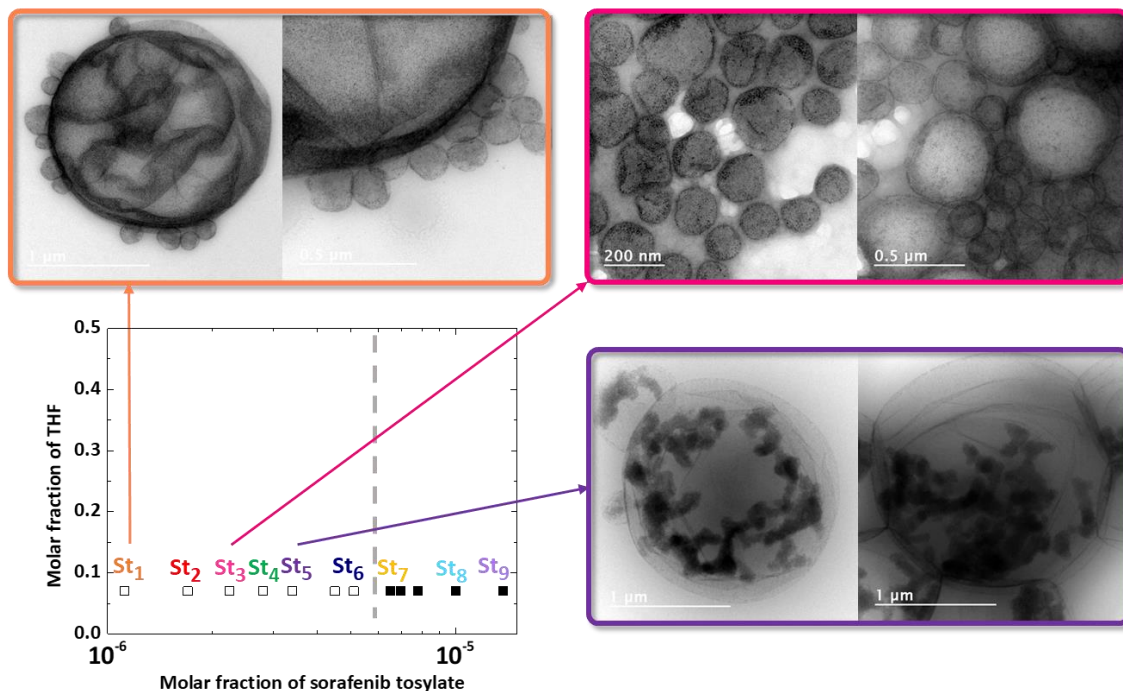 1 µm
0.5 µm
200 nm
0.5 µm
1 µm
1 µm
Molar fraction of THF
0.5
0.4
0.3
0.2
0.1
0.0
St1 St2 St3 St4 St5 St6 St7 St8 St9
10-6
10-5
Molar fraction of sorafenib tosylate